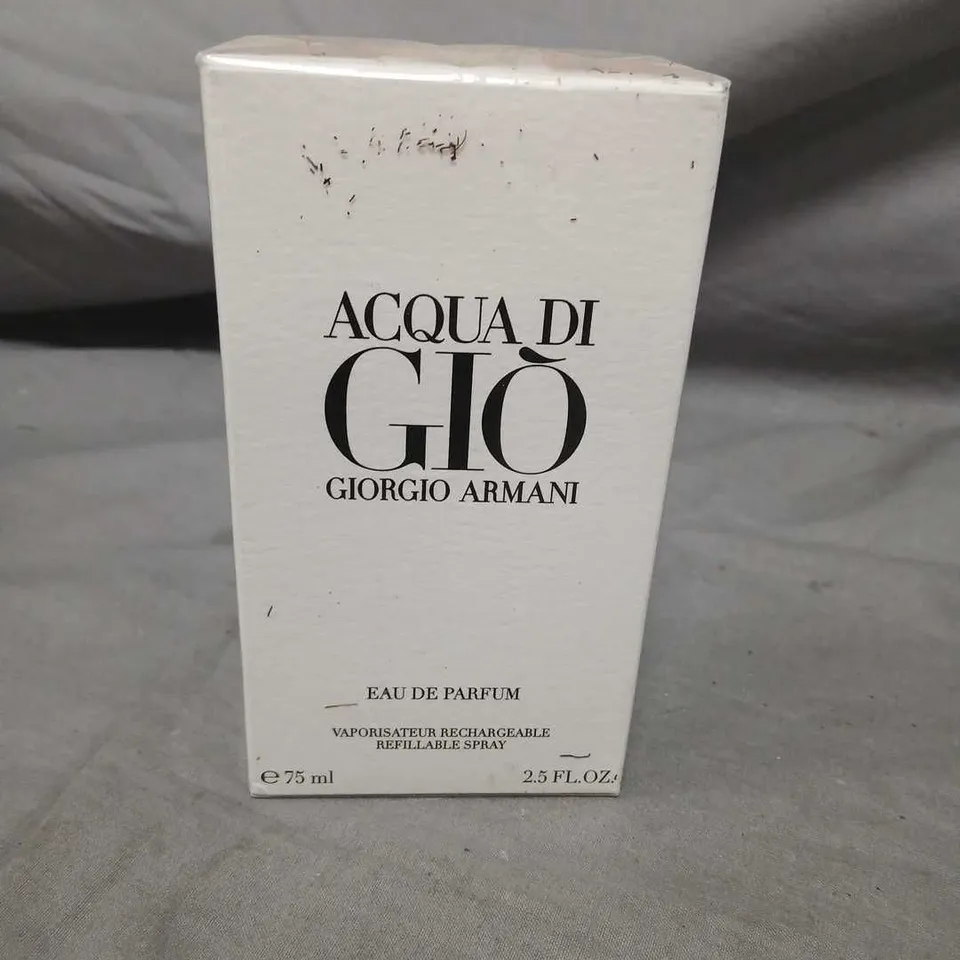 ACQUA DI
GIÒ
GIORGIO ARMANI
EAU DE PARFUM
VAPORISATEUR RECHARGEABLE
REFILLABLE SPRAY
℮ 75 ml
2.5 FL.OZ.